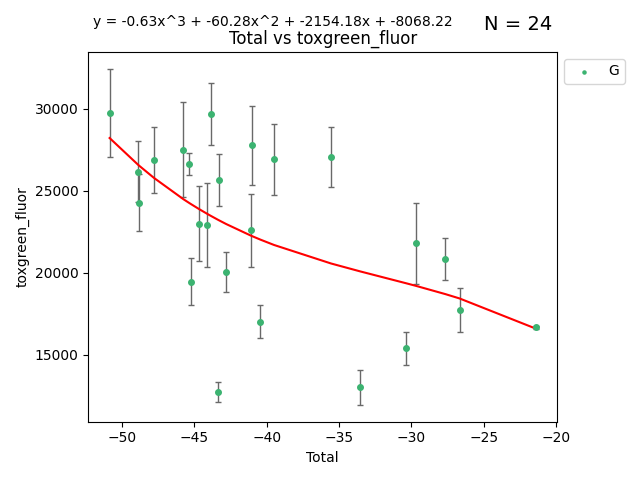 y = -0.63x^3 + -60.28x^2 + -2154.18x + -8068.22
N = 24
Total vs toxgreen_fluor
G
30000
25000
20000
15000
toxgreen_fluor
−50 −45 −40 −35 −30 −25 −20
Total